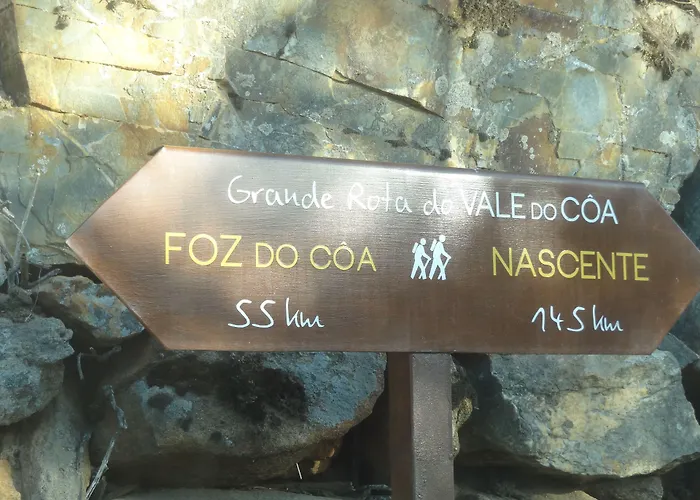 Grande Rota do VALE DO CÔA
FOZ DO CÔA
NASCENTE
55 km
145 km